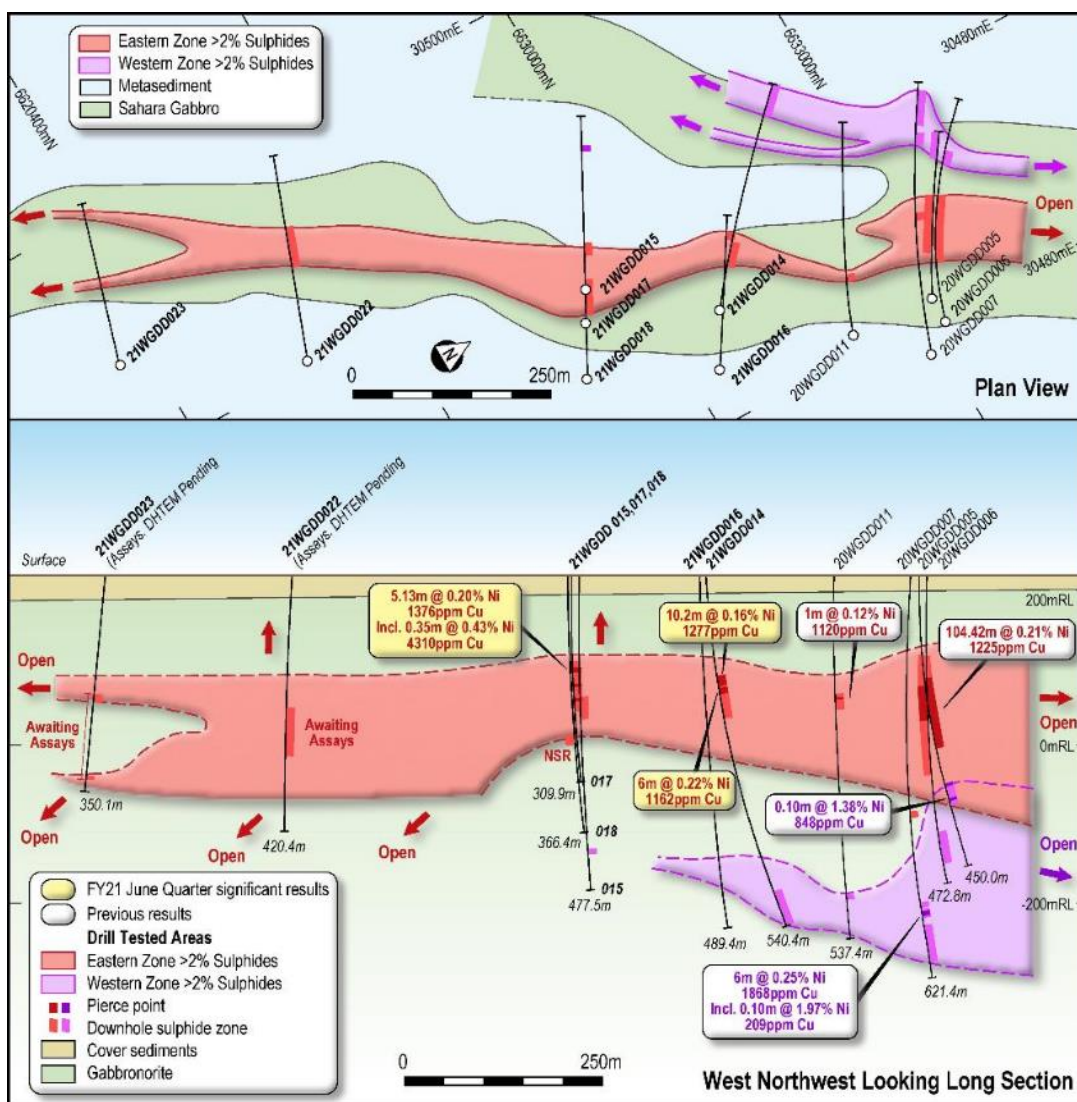 Eastern Zone >2% Sulphides
Western Zone >2% Sulphides
Metasediment
Sahara Gabbro
30500mE
6630000mN
6633000mN
30480mE
6620400mN
Open
30480mE
21WGDD023
21WGDD022
21WGDD015
21WGDD017
21WGDD018
21WGDD014
21WGDD016
20WGDD011
20WGDD005
20WGDD006
20WGDD007
N
0
250m
Plan View
21WGDD023
(Assays. DHTEM Pending
21WGDD022
(Assays. DHTEM Pending
21WGDD 015,017,018
21WGDD016
21WGDD014
20WGDD011
20WGDD007
20WGDD005
20WGDD006
Surface
200mRL
5.13m @ 0.20% Ni
1376ppm Cu
Incl. 0.35m @ 0.43% Ni
4310ppm Cu
10.2m @ 0.16% Ni
1277ppm Cu
1m @ 0.12% Ni
1120ppm Cu
104.42m @ 0.21% Ni
1225ppm Cu
Open
Awaiting
Assays
Awaiting
Assays
Open
0mRL
NSR
6m @ 0.22% Ni
1162ppm Cu
0.10m @ 1.38% Ni
848ppm Cu
350.1m
309.9m
017
420.4m
366.4m
018
Open
Open
Open
Open
477.5m
015
450.0m
472.8m
-200mRL
489.4m
540.4m
537.4m
621.4m
6m @ 0.25% Ni
1868ppm Cu
Incl. 0.10m @ 1.97% Ni
209ppm Cu
FY21 June Quarter significant results
Previous results
Drill Tested Areas
Eastern Zone >2% Sulphides
Western Zone >2% Sulphides
Pierce point
Downhole sulphide zone
Cover sediments
Gabbronorite
0
250m
West Northwest Looking Long Section